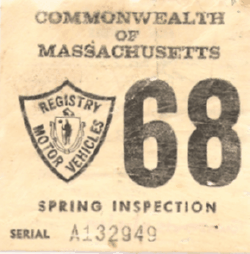 COMMONWEALTH
OF
MASSACHUSETTS
REGISTRY
MOTOR VEHICLES
68
SPRING INSPECTION
SERIAL A132949